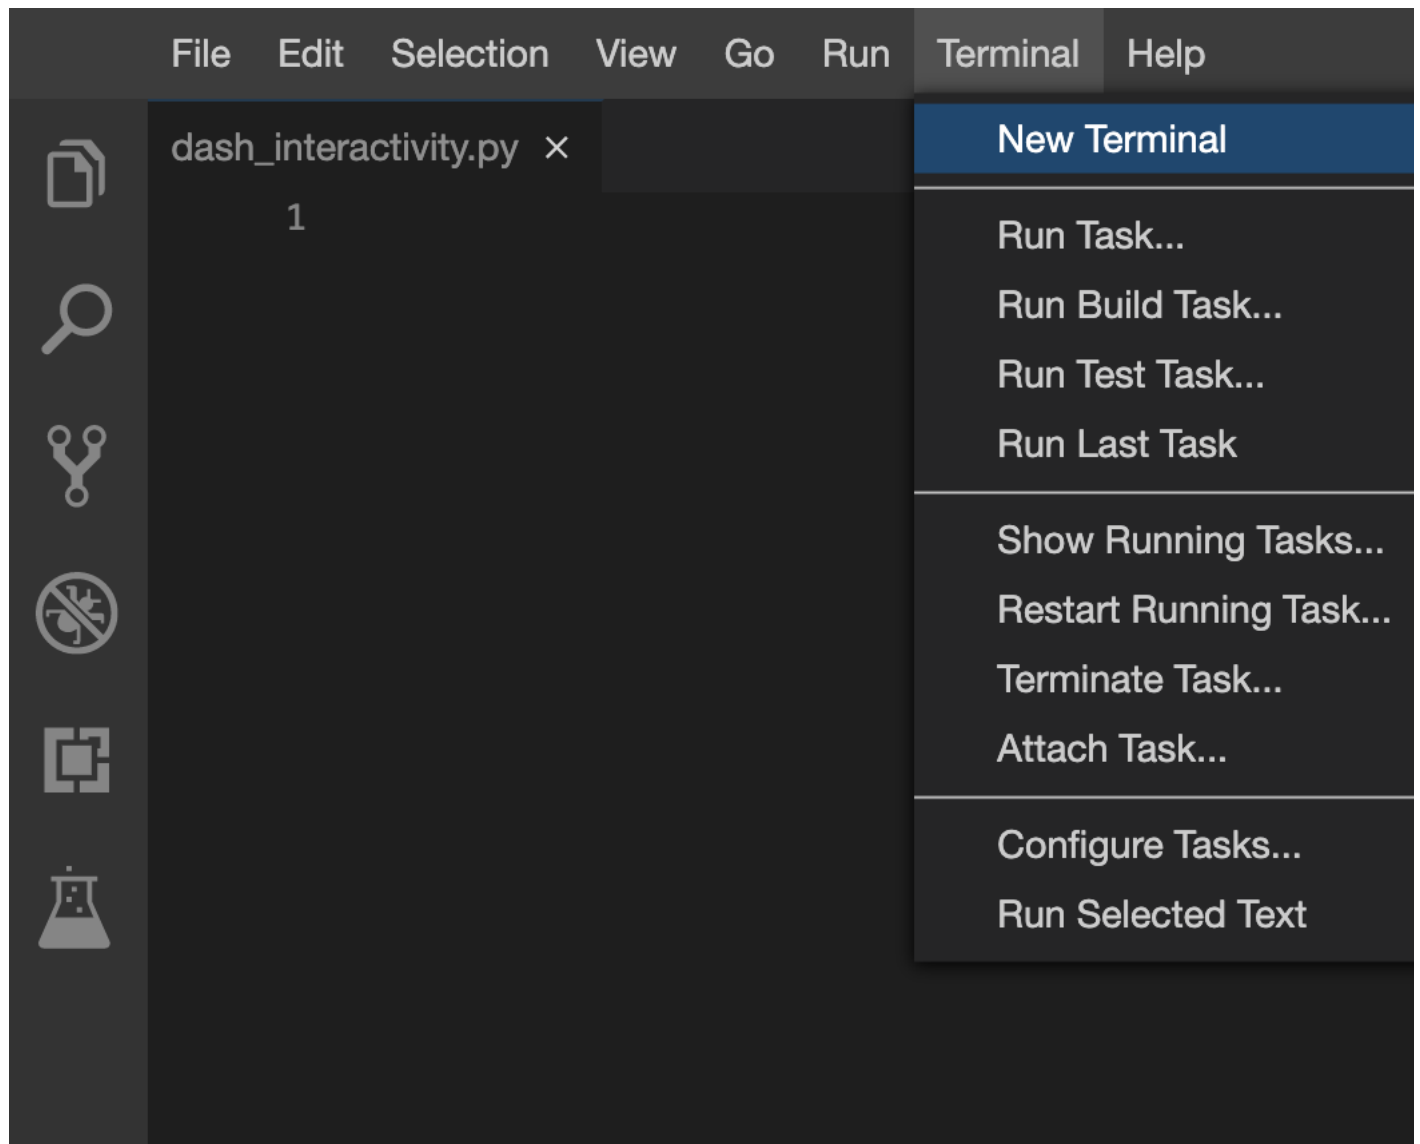 File Edit Selection View Go Run Terminal Help
dash_interactivity.py ×
1
New Terminal
Run Task...
Run Build Task...
Run Test Task...
Run Last Task
Show Running Tasks...
Restart Running Task...
Terminate Task...
Attach Task...
Configure Tasks...
Run Selected Text